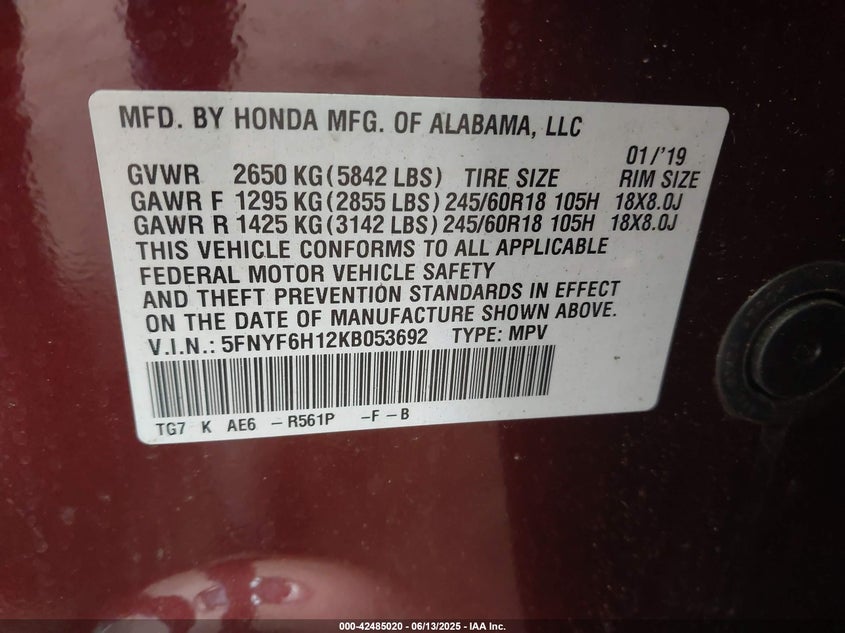 MFD. BY HONDA MFG. OF ALABAMA, LLC
01/'19
GVWR 2650 KG (5842 LBS) TIRE SIZE RIM SIZE
GAWR F 1295 KG (2855 LBS) 245/60R18 105H 18X8.0J
GAWR R 1425 KG (3142 LBS) 245/60R18 105H 18X8.0J
THIS VEHICLE CONFORMS TO ALL APPLICABLE
FEDERAL MOTOR VEHICLE SAFETY
AND THEFT PREVENTION STANDARDS IN EFFECT
ON THE DATE OF MANUFACTURE SHOWN ABOVE.
V.I.N.: 5FNYF6H12KB053692 TYPE: MPV
TG7 K AE6 – R561P – F – B
000-42485020 - 06/13/2025 - IAA Inc.